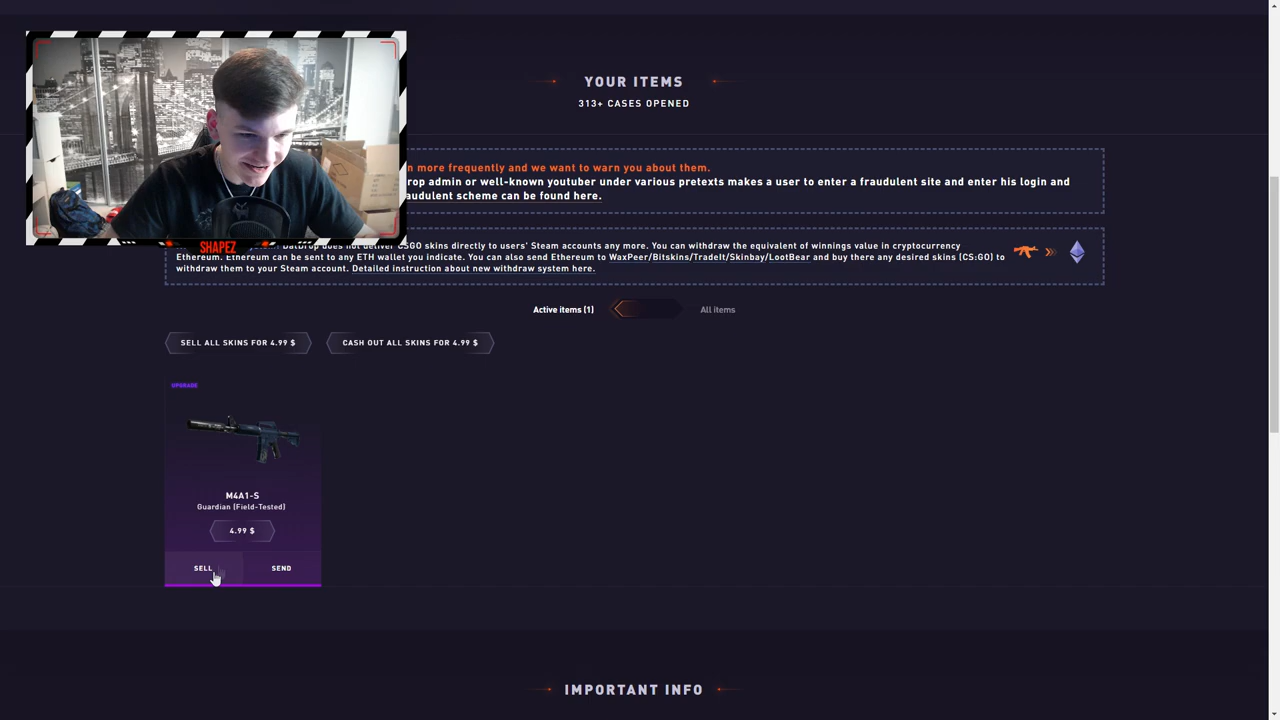 YOUR ITEMS
313+ CASES OPENED
n more frequently and we want to warn you about them.
rop admin or well-known youtuber under various pretexts makes a user to enter a fraudulent site and enter his login and
audulent scheme can be found here.
SHAPEZ
DatDrop does not deliver CSGO skins directly to users' Steam accounts any more. You can withdraw the equivalent of winnings value in cryptocurrency
Ethereum. Ethereum can be sent to any ETH wallet you indicate. You can also send Ethereum to WaxPeer/Bitskins/TradeIt/Skinbay/LootBear and buy there any desired skins (CS:GO) to
withdraw them to your Steam account. Detailed instruction about new withdraw system here.
Active items (1) All items
SELL ALL SKINS FOR 4.99 $ CASH OUT ALL SKINS FOR 4.99 $
UPGRADE
M4A1-S
Guardian (Field-Tested)
4.99 $
SELL SEND
IMPORTANT INFO